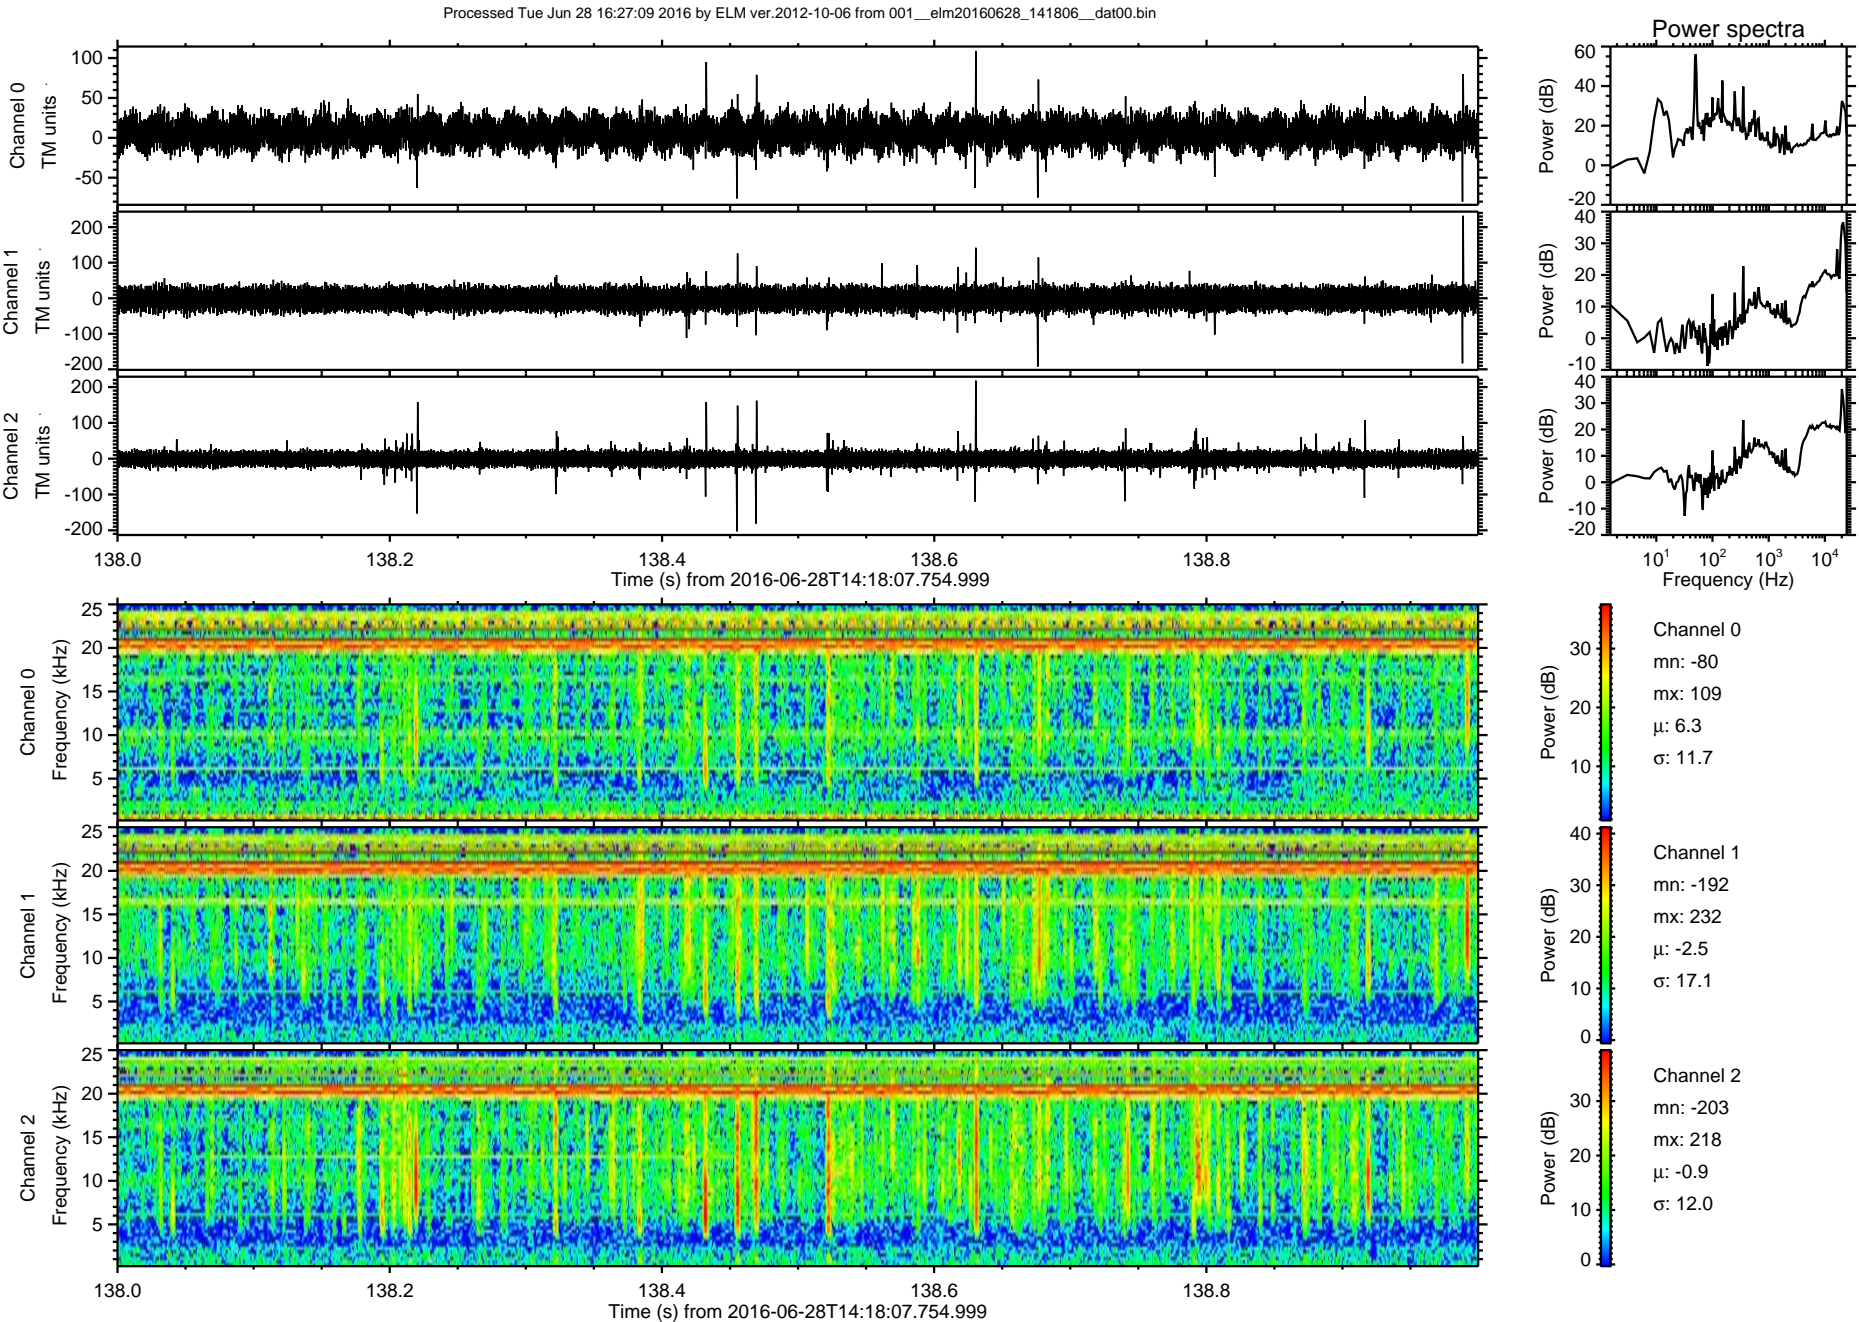 Processed Tue Jun 28 16:27:09 2016 by ELM ver.2012-10-06 from 001__elm20160628_141806__dat00.bin
Power spectra
Channel 0
TM units
100
50
0
-50
Power (dB)
60
40
20
0
-20
Channel 1
TM units
200
100
0
-100
-200
Power (dB)
40
30
20
10
0
-10
Channel 2
TM units
200
100
0
-100
-200
Power (dB)
40
30
20
10
0
-10
-20
138.0 138.2 138.4 138.6 138.8
Time (s) from 2016-06-28T14:18:07.754.999
10^1 10^2 10^3 10^4
Frequency (Hz)
Channel 0
Frequency (kHz)
25
20
15
10
5
Power (dB)
30
20
10
Channel 0
mn: -80
mx: 109
μ: 6.3
σ: 11.7
Channel 1
Frequency (kHz)
25
20
15
10
5
Power (dB)
40
30
20
10
0
Channel 1
mn: -192
mx: 232
μ: -2.5
σ: 17.1
Channel 2
Frequency (kHz)
25
20
15
10
5
Power (dB)
30
20
10
0
Channel 2
mn: -203
mx: 218
μ: -0.9
σ: 12.0
138.0 138.2 138.4 138.6 138.8
Time (s) from 2016-06-28T14:18:07.754.999